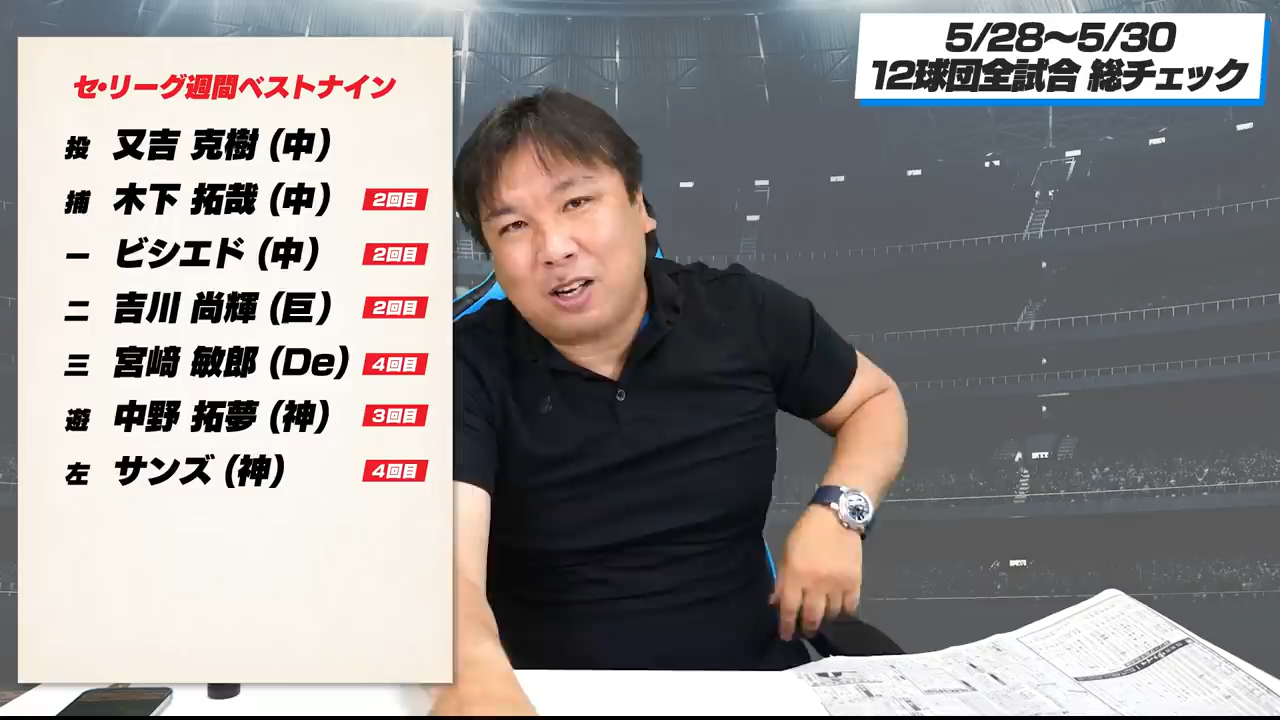 5/28〜5/30
12球団全試合 総チェック
セ・リーグ週間ベストナイン
投 又吉 克樹 (中)
捕 木下 拓哉 (中) 2回目
一 ビシエド (中) 2回目
二 吉川 尚輝 (巨) 2回目
三 宮﨑 敏郎 (De) 4回目
遊 中野 拓夢 (神) 3回目
左 サンズ (神) 4回目